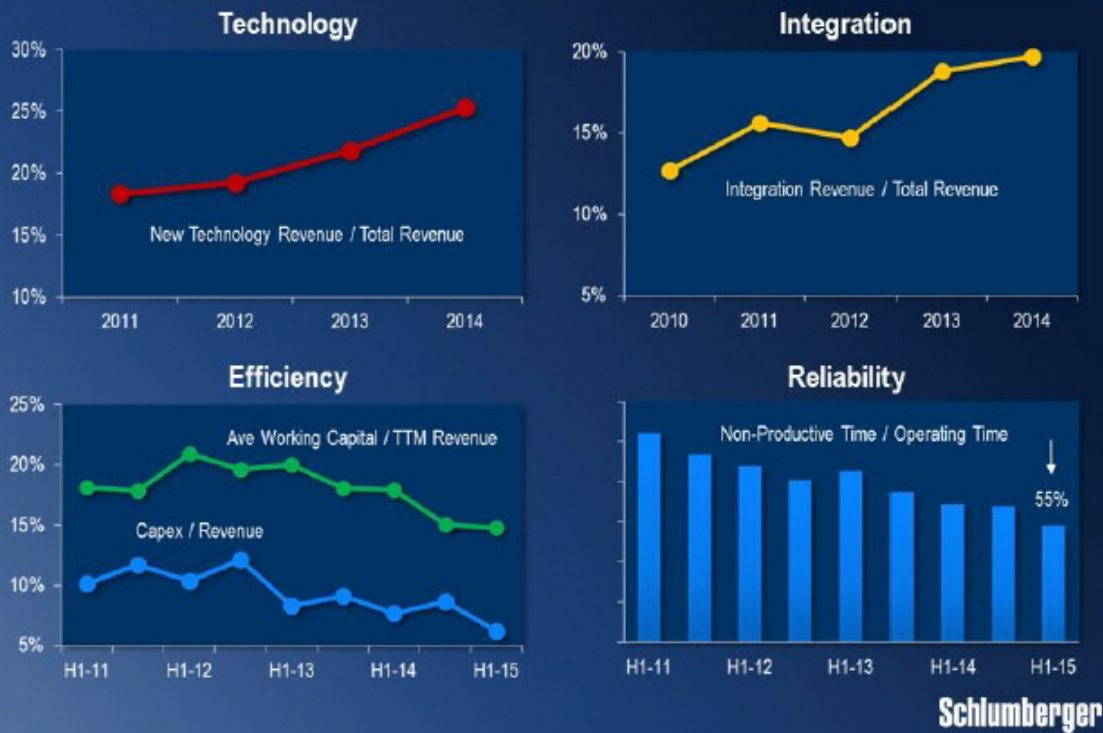 Technology
30%
25%
20%
15%
10%
New Technology Revenue / Total Revenue
2011 2012 2013 2014
Integration
20%
15%
10%
5%
Integration Revenue / Total Revenue
2010 2011 2012 2013 2014
Efficiency
25%
20%
15%
10%
5%
Ave Working Capital / TTM Revenue
Capex / Revenue
H1-11 H1-12 H1-13 H1-14 H1-15
Reliability
Non-Productive Time / Operating Time
55%
H1-11 H1-12 H1-13 H1-14 H1-15
Schlumberger